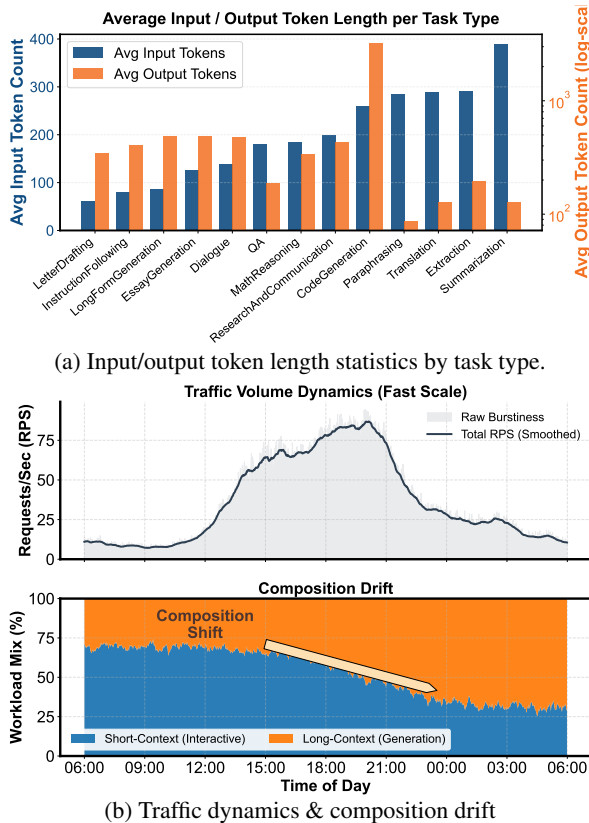 Average Input / Output Token Length per Task Type
Avg Input Token Count
400
300
200
100
0
Avg Input Tokens
Avg Output Tokens
10³
10²
Avg Output Token Count (log-sca
LetterDrafting
InstructionFollowing
LongFormGeneration
EssayGeneration
Dialogue
QA
MathReasoning
ResearchAndCommunication
CodeGeneration
Paraphrasing
Translation
Extraction
Summarization
(a) Input/output token length statistics by task type.
Traffic Volume Dynamics (Fast Scale)
Requests/Sec (RPS)
75
50
25
0
Raw Burstiness
Total RPS (Smoothed)
Composition Drift
Workload Mix (%)
100
75
50
25
0
Composition
Shift
Short-Context (Interactive)
Long-Context (Generation)
06:00 09:00 12:00 15:00 18:00 21:00 00:00 03:00 06:00
Time of Day
(b) Traffic dynamics & composition drift